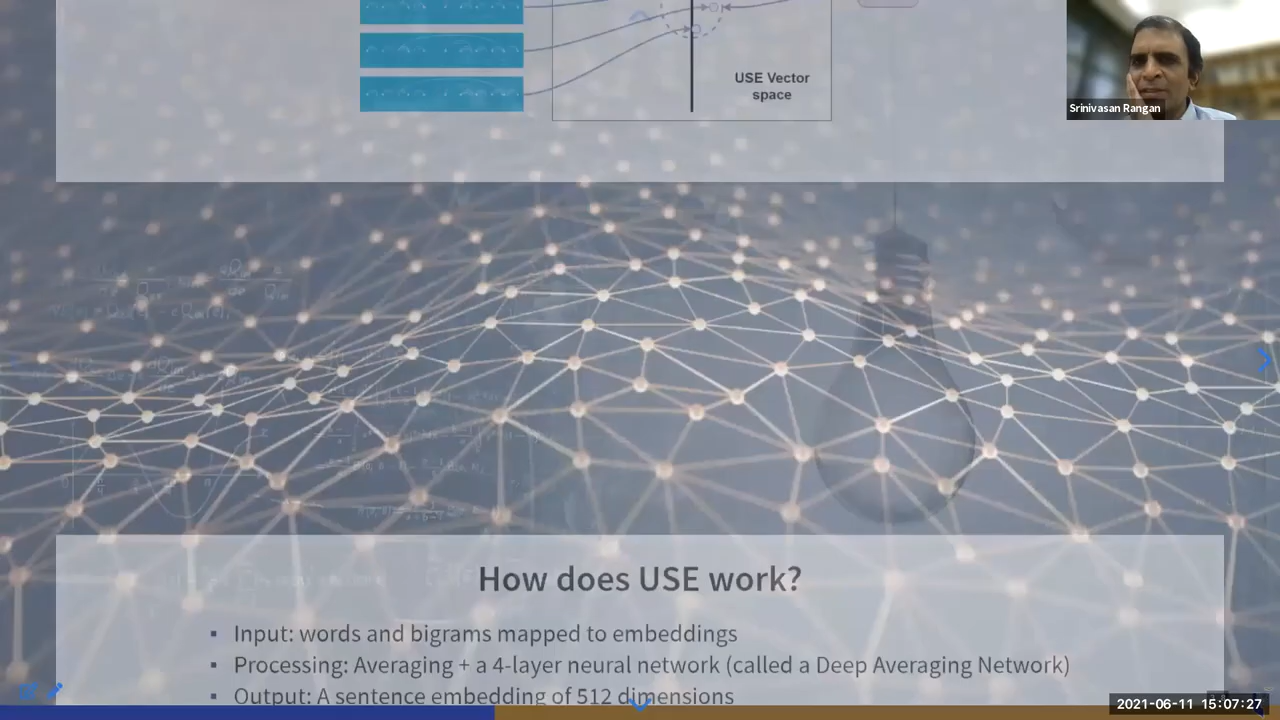 USE Vector
space
Srinivasan Rangan
How does USE work?
▪ Input: words and bigrams mapped to embeddings
▪ Processing: Averaging + a 4-layer neural network (called a Deep Averaging Network)
▪ Output: A sentence embedding of 512 dimensions
2021-06-11 15:07:27